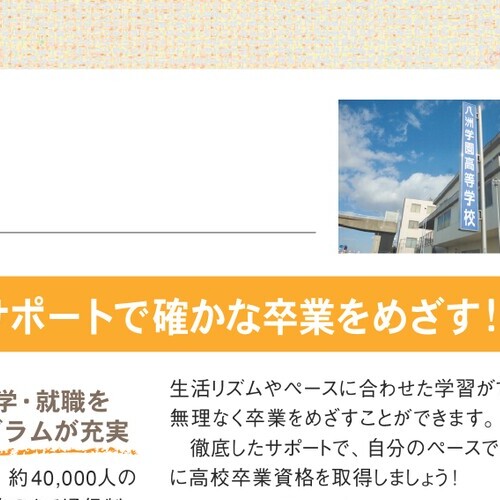 八洲学園高等学校
サポートで確かな卒業をめざす！
学・就職を
グラムが充実
約40,000人の
生活リズムやペースに合わせた学習が
無理なく卒業をめざすことができます。
徹底したサポートで、自分のペースで
に高校卒業資格を取得しましょう！